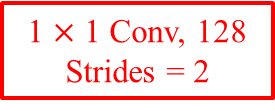 1 × 1 Conv, 128
Strides = 2